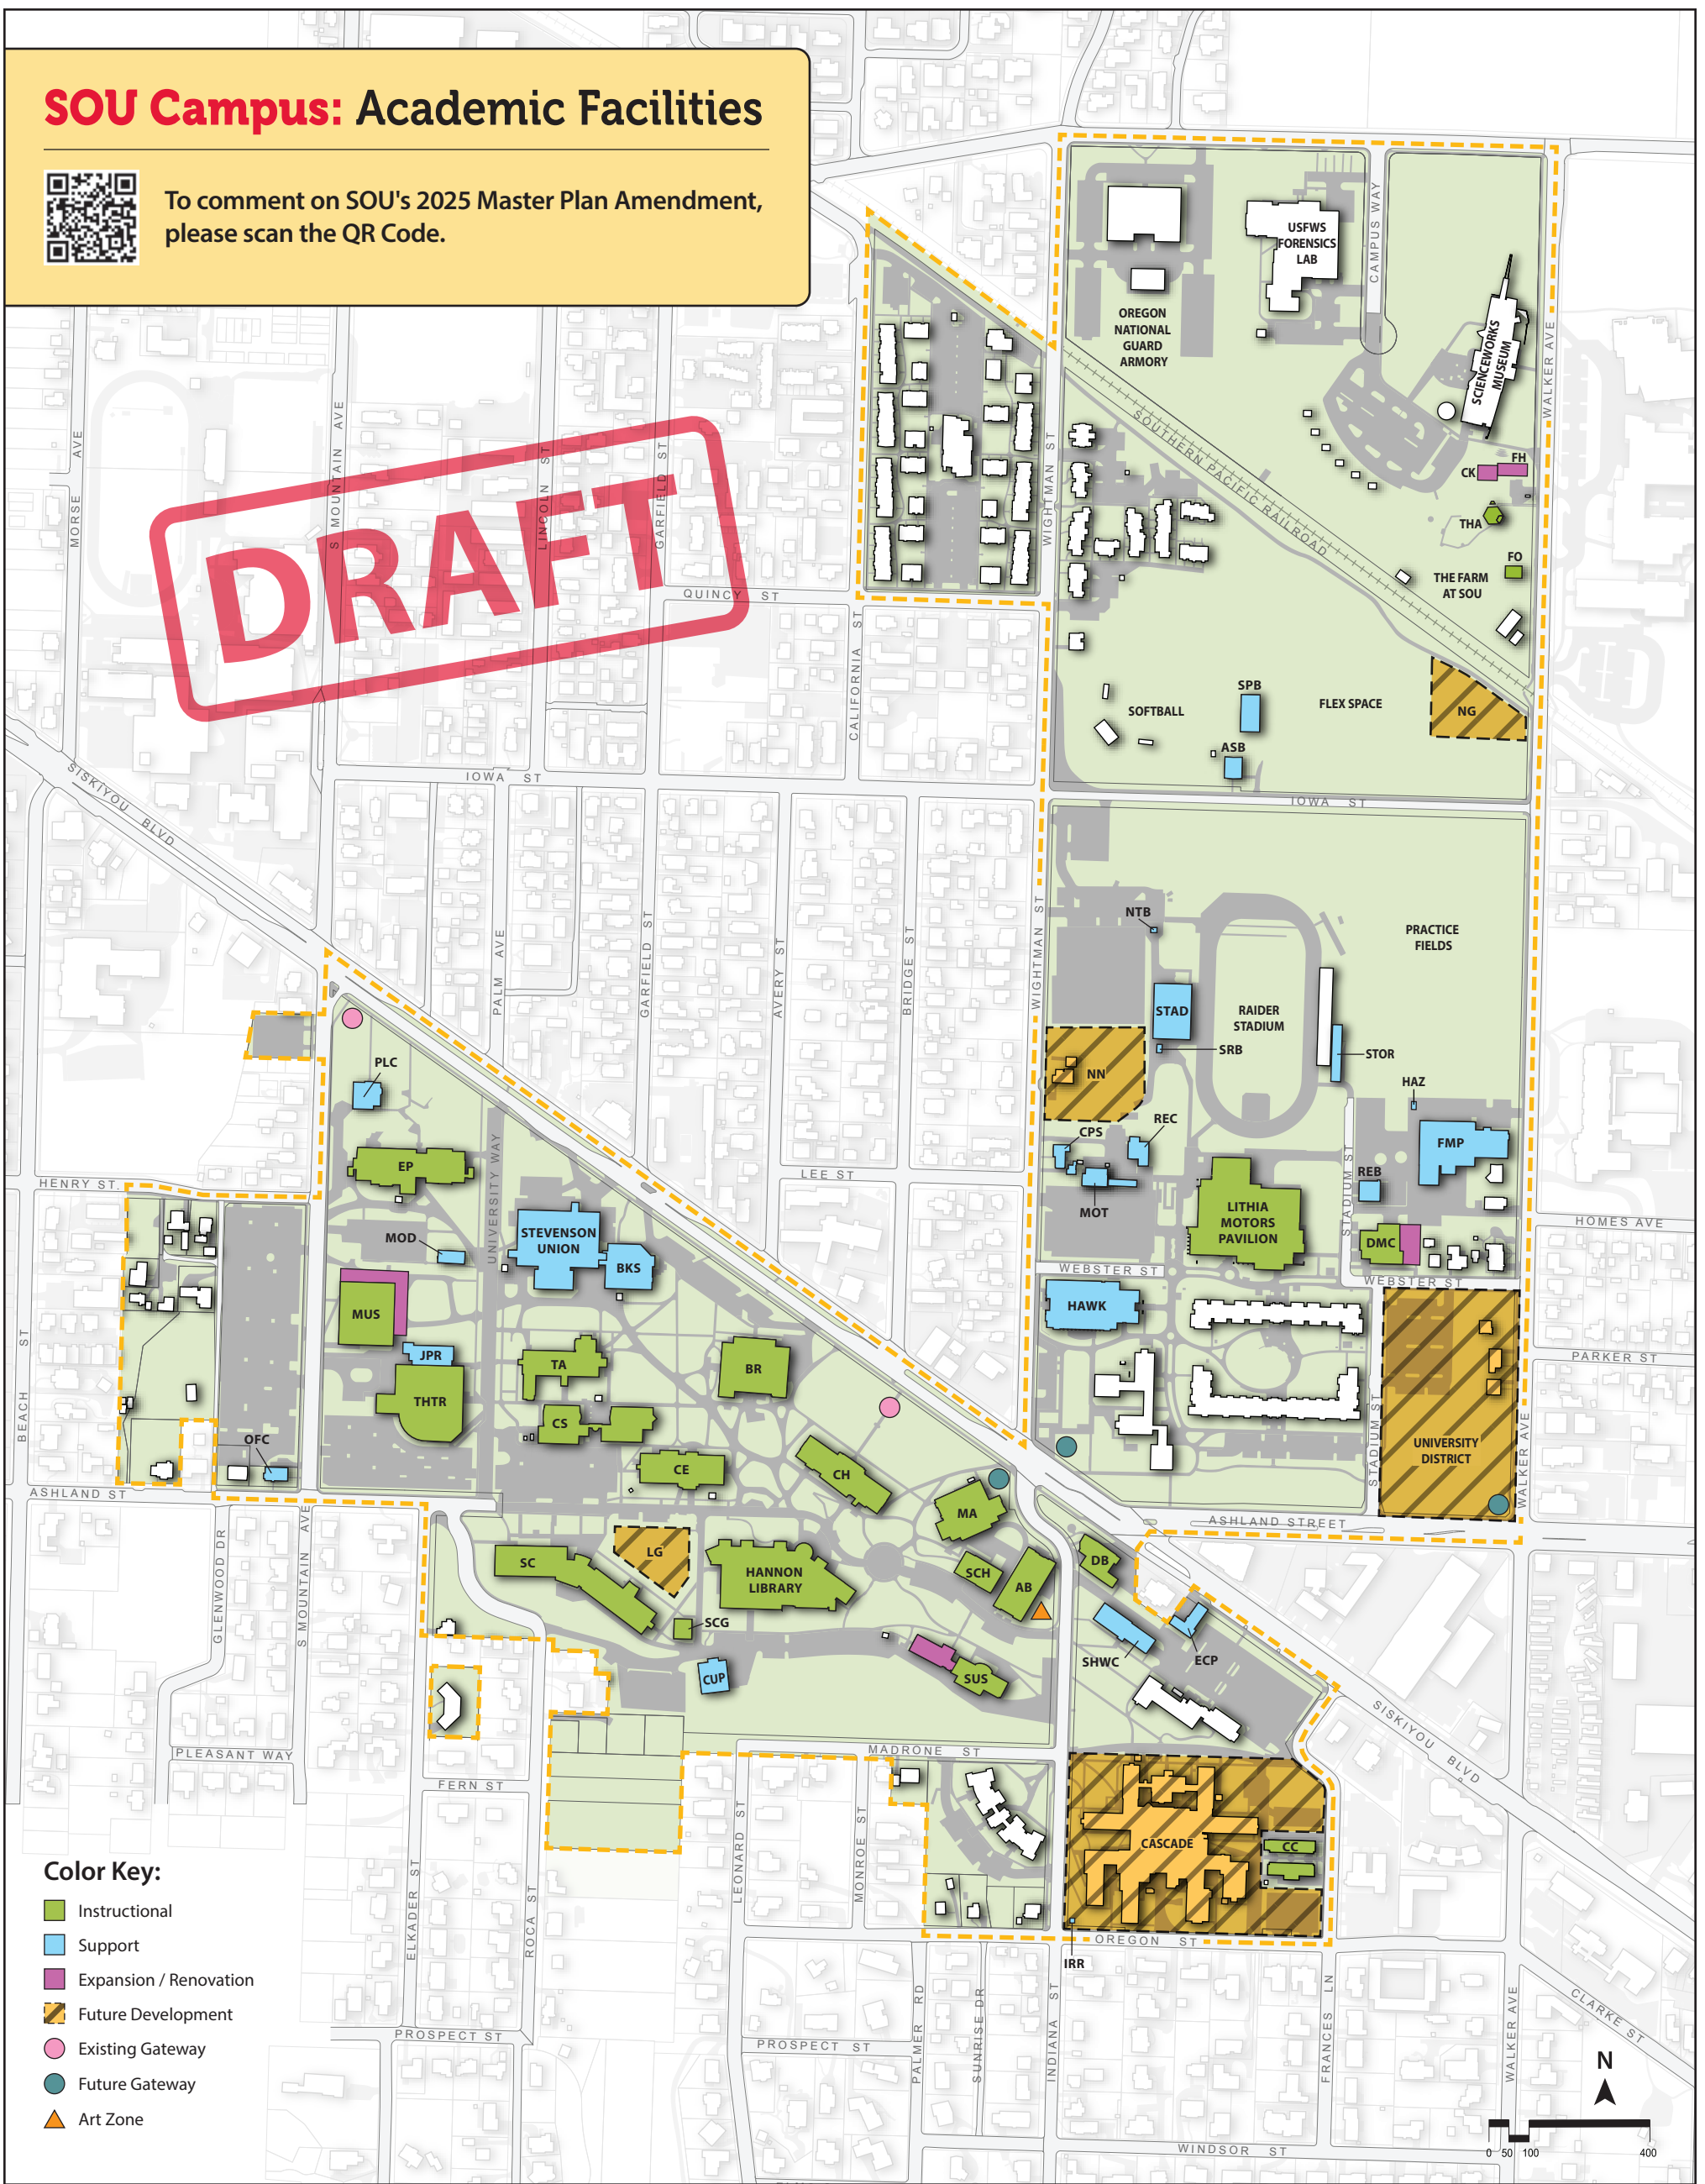 SOU Campus: Academic Facilities
To comment on SOU's 2025 Master Plan Amendment,
please scan the QR Code.
DRAFT
USFWS
FORENSICS
LAB
CAMPUS WAY
OREGON
NATIONAL
GUARD
ARMORY
SCIENCEWORKS
MUSEUM
WALKER AVE
SOUTHERN PACIFIC RAILROAD
WIGHTMAN ST
FH
CK
THA
FO
THE FARM
AT SOU
MORSE AVE
S MOUNTAIN AVE
LINCOLN ST
GARFIELD ST
QUINCY ST
CALIFORNIA ST
SPB
SOFTBALL
FLEX SPACE
NG
ASB
IOWA ST
IOWA ST
SISKIYOU BLVD
PALM AVE
GARFIELD ST
AVERY ST
BRIDGE ST
WIGHTMAN ST
NTB
PRACTICE
FIELDS
STAD
RAIDER
STADIUM
SRB
STOR
NN
HAZ
PLC
CPS
REC
FMP
EP
LEE ST
REB
STADIUM ST
HENRY ST.
UNIVERSITY WAY
MOT
LITHIA
MOTORS
PAVILION
HOMES AVE
STEVENSON
UNION
MOD
BKS
DMC
WEBSTER ST
WEBSTER ST
MUS
HAWK
JPR
TA
BR
PARKER ST
BEACH ST
THTR
CS
OFC
CE
CH
UNIVERSITY
DISTRICT
STADIUM ST
WALKER AVE
ASHLAND ST
MA
ASHLAND STREET
GLENWOOD DR
S MOUNTAIN AVE
SC
LG
HANNON
LIBRARY
SCH
AB
DB
SCG
SHWC
ECP
CUP
SUS
SISKIYOU BLVD
PLEASANT WAY
MADRONE ST
FERN ST
LEONARD ST
MONROE ST
CASCADE
CC
ELKADER ST
ROCA ST
OREGON ST
IRR
PROSPECT ST
PROSPECT ST
PALMER RD
SUNRISE DR
INDIANA ST
FRANCES LN
WALKER AVE
CLARKE ST
WINDSOR ST
Color Key:
Instructional
Support
Expansion / Renovation
Future Development
Existing Gateway
Future Gateway
Art Zone
N
0 50 100 400